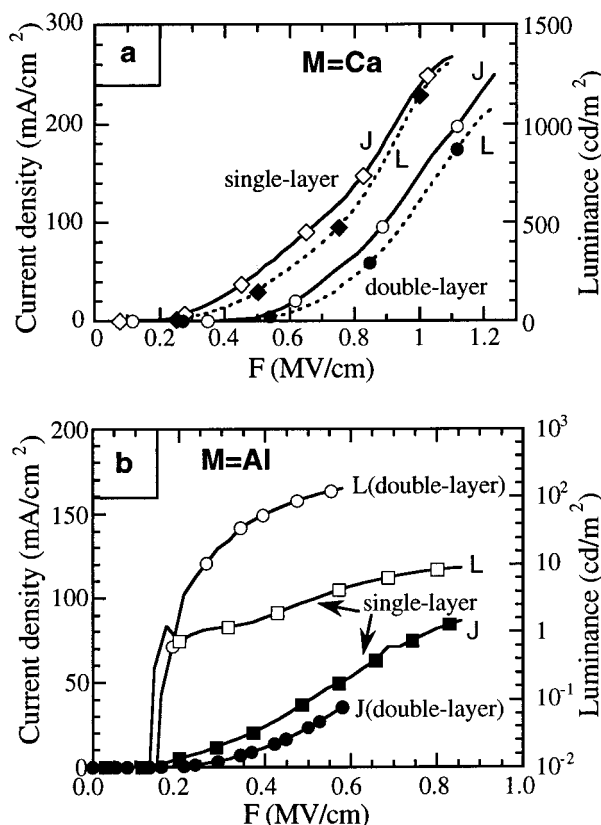 a
M=Ca
300
200
100
0
Current density (mA/cm²)
1500
1000
500
0
Luminance (cd/m²)
J
J
L
L
single-layer
double-layer
0 0.2 0.4 0.6 0.8 1 1.2
F (MV/cm)
b
M=Al
200
150
100
50
0
Current density (mA/cm²)
10³
10²
10
1
10⁻¹
10⁻²
Luminance (cd/m²)
L(double-layer)
L
single-layer
J
J(double-layer)
0.0 0.2 0.4 0.6 0.8 1.0
F (MV/cm)